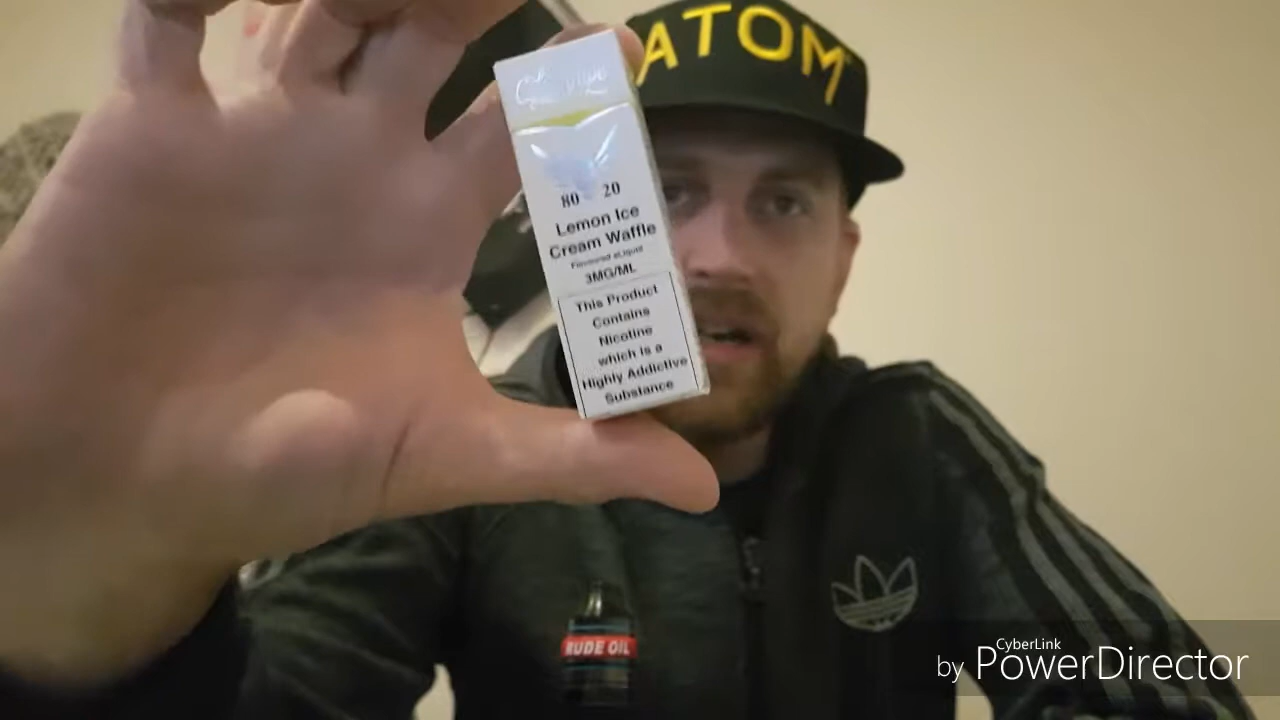 ATOM
80 20
Lemon Ice
Cream Waffle
Flavoured eLiquid
3MG/ML
This Product
Contains
Nicotine
which is a
Highly Addictive
Substance
RUDE OIL
CyberLink
by PowerDirector